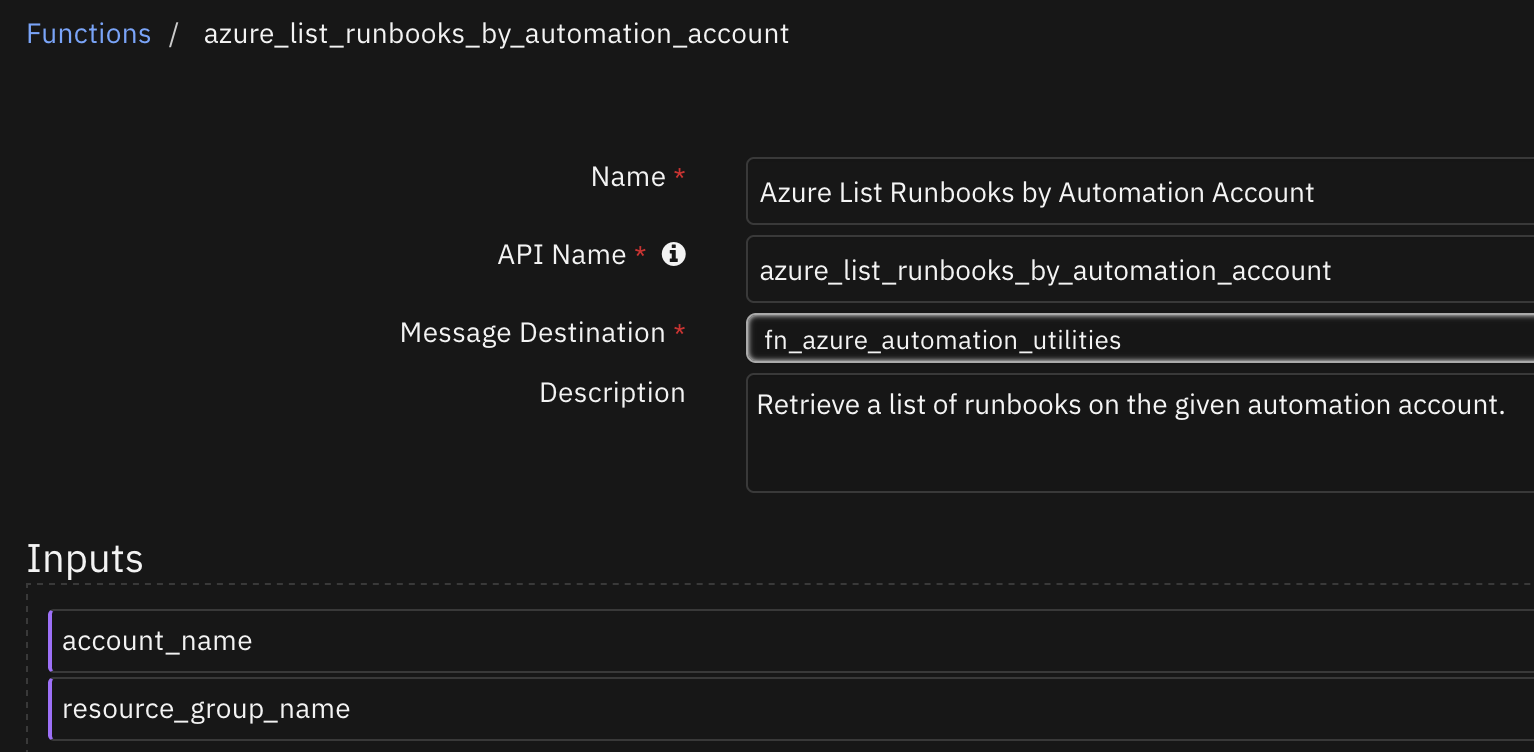 Functions / azure_list_runbooks_by_automation_account
Name *
Azure List Runbooks by Automation Account
API Name *
azure_list_runbooks_by_automation_account
Message Destination *
fn_azure_automation_utilities
Description
Retrieve a list of runbooks on the given automation account.
Inputs
account_name
resource_group_name